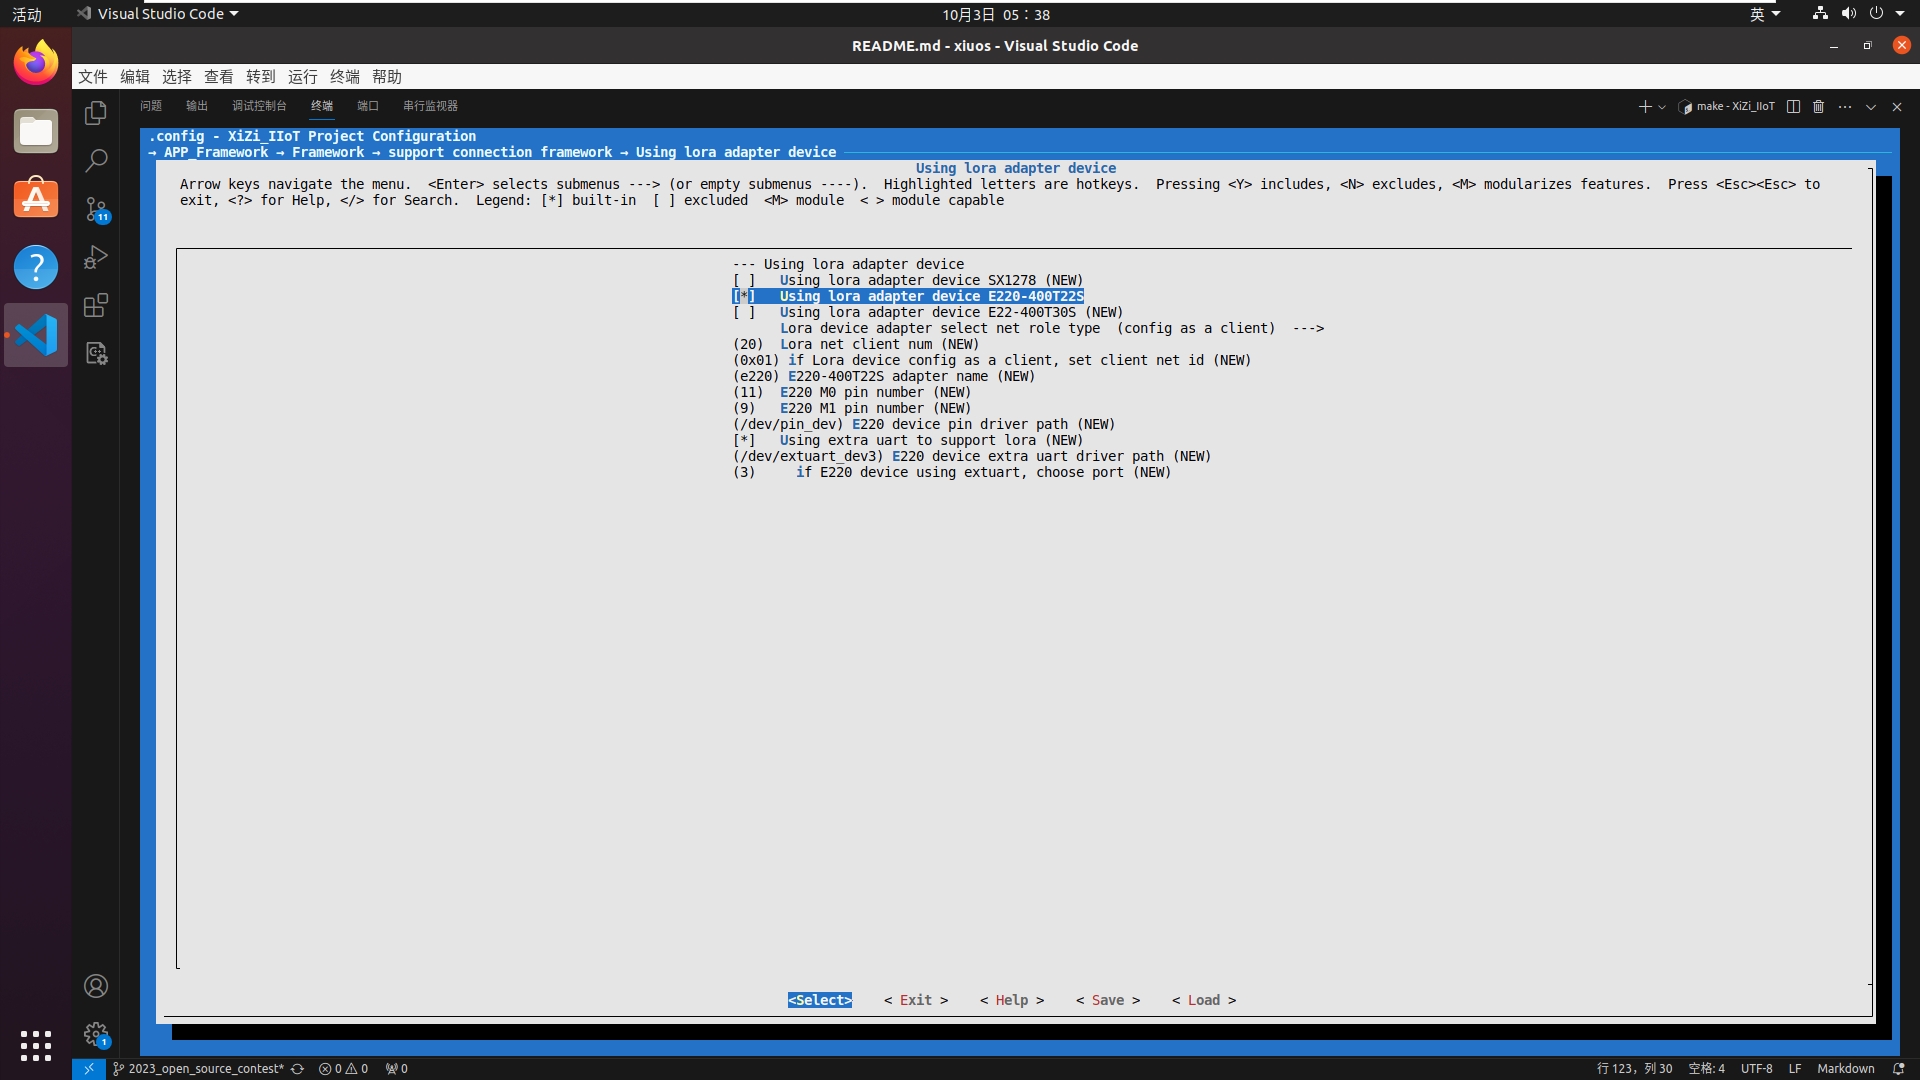 活动
Visual Studio Code
10月3日 05：38
英
README.md - xiuos - Visual Studio Code
文件 编辑 选择 查看 转到 运行 终端 帮助
问题 输出 调试控制台 终端 端口 串行监视器
make - XiZi_IIoT
.config - XiZi_IIoT Project Configuration
→ APP_Framework → Framework → support connection framework → Using lora adapter device
Using lora adapter device
Arrow keys navigate the menu.  <Enter> selects submenus ---> (or empty submenus ----).  Highlighted letters are hotkeys.  Pressing <Y> includes, <N> excludes, <M> modularizes features.  Press <Esc><Esc> to
exit, <?> for Help, </> for Search.  Legend: [*] built-in  [ ] excluded  <M> module  < > module capable
--- Using lora adapter device
[ ]   Using lora adapter device SX1278 (NEW)
[*]   Using lora adapter device E220-400T22S
[ ]   Using lora adapter device E22-400T30S (NEW)
Lora device adapter select net role type  (config as a client)  --->
(20)  Lora net client num (NEW)
(0x01) if Lora device config as a client, set client net id (NEW)
(e220) E220-400T22S adapter name (NEW)
(11)  E220 M0 pin number (NEW)
(9)   E220 M1 pin number (NEW)
(/dev/pin_dev) E220 device pin driver path (NEW)
[*]   Using extra uart to support lora (NEW)
(/dev/extuart_dev3) E220 device extra uart driver path (NEW)
(3)     if E220 device using extuart, choose port (NEW)
<Select>    < Exit >    < Help >    < Save >    < Load >
11
1
2023_open_source_contest* 0 0 0
行 123，列 30 空格: 4 UTF-8 LF Markdown